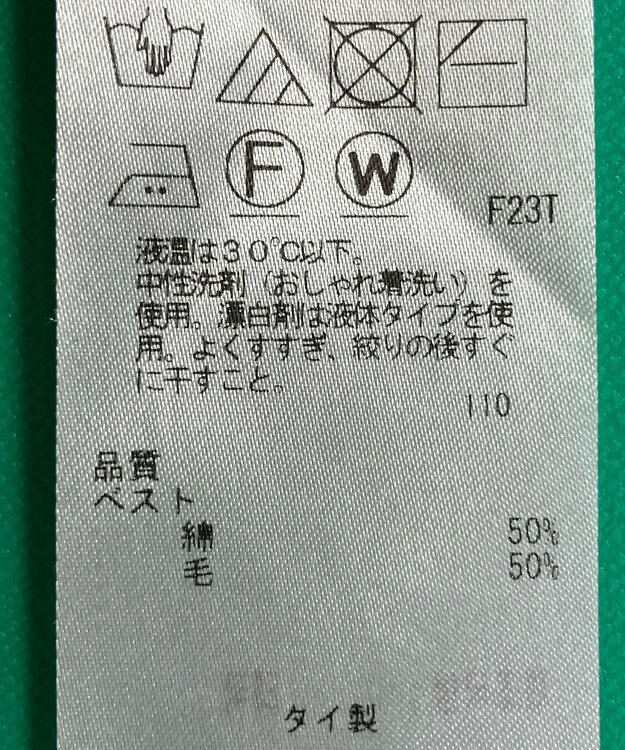 F W
F23T
液温は30℃以下。
中性洗剤（おしゃれ着洗い）を
使用。漂白剤は液体タイプを使
用。よくすすぎ、絞りの後すぐ
に干すこと。
110
品質
ベスト
綿 50%
毛 50%
タイ製